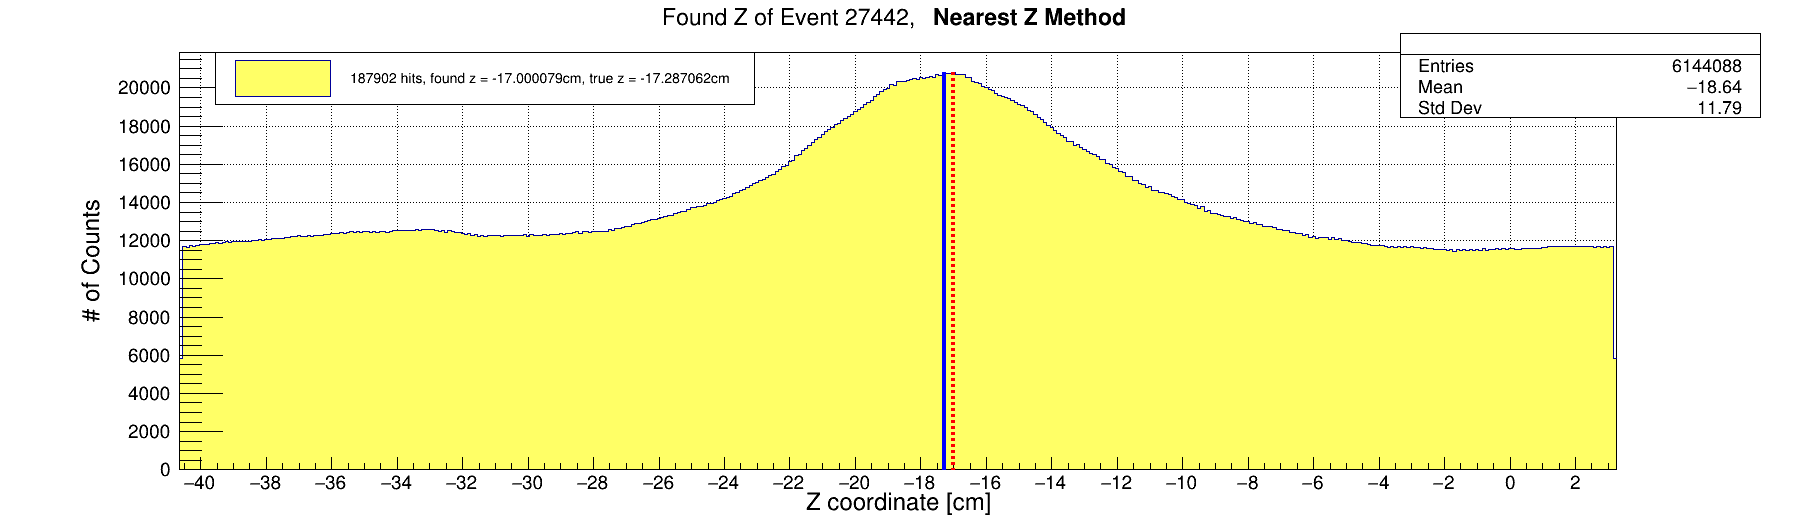 Found Z of Event 27442, Nearest Z Method
187902 hits, found z = -17.000079cm, true z = -17.287062cm
Entries 6144088
Mean −18.64
Std Dev 11.79
# of Counts
20000
18000
16000
14000
12000
10000
8000
6000
4000
2000
0
−40 −38 −36 −34 −32 −30 −28 −26 −24 −22 −20 −18 −16 −14 −12 −10 −8 −6 −4 −2 0 2
Z coordinate [cm]